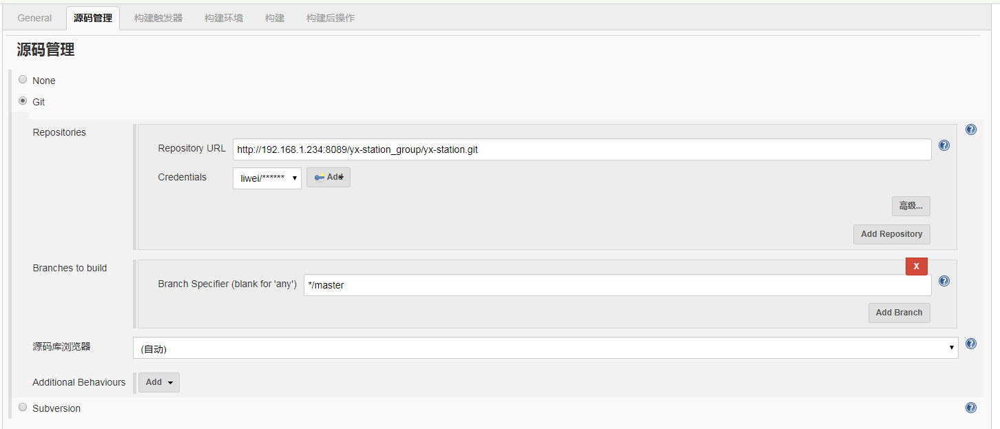 General 源码管理 构建触发器 构建环境 构建 构建后操作
源码管理
None
Git
Repositories
Repository URL http://192.168.1.234:8089/yx-station_group/yx-station.git
Credentials liwei/****** Add
高级...
Add Repository
Branches to build
X
Branch Specifier (blank for 'any') */master
Add Branch
源码库浏览器 (自动)
Additional Behaviours Add
Subversion